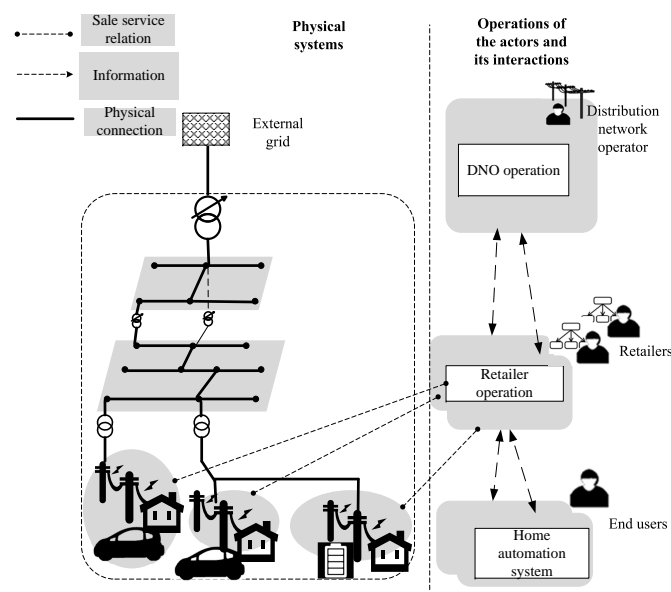 Sale service
relation
Information
Physical
connection
Physical
systems
Operations of
the actors and
its interactions
External
grid
Distribution
network
operator
DNO operation
Retailers
Retailer
operation
End users
Home
automation
system